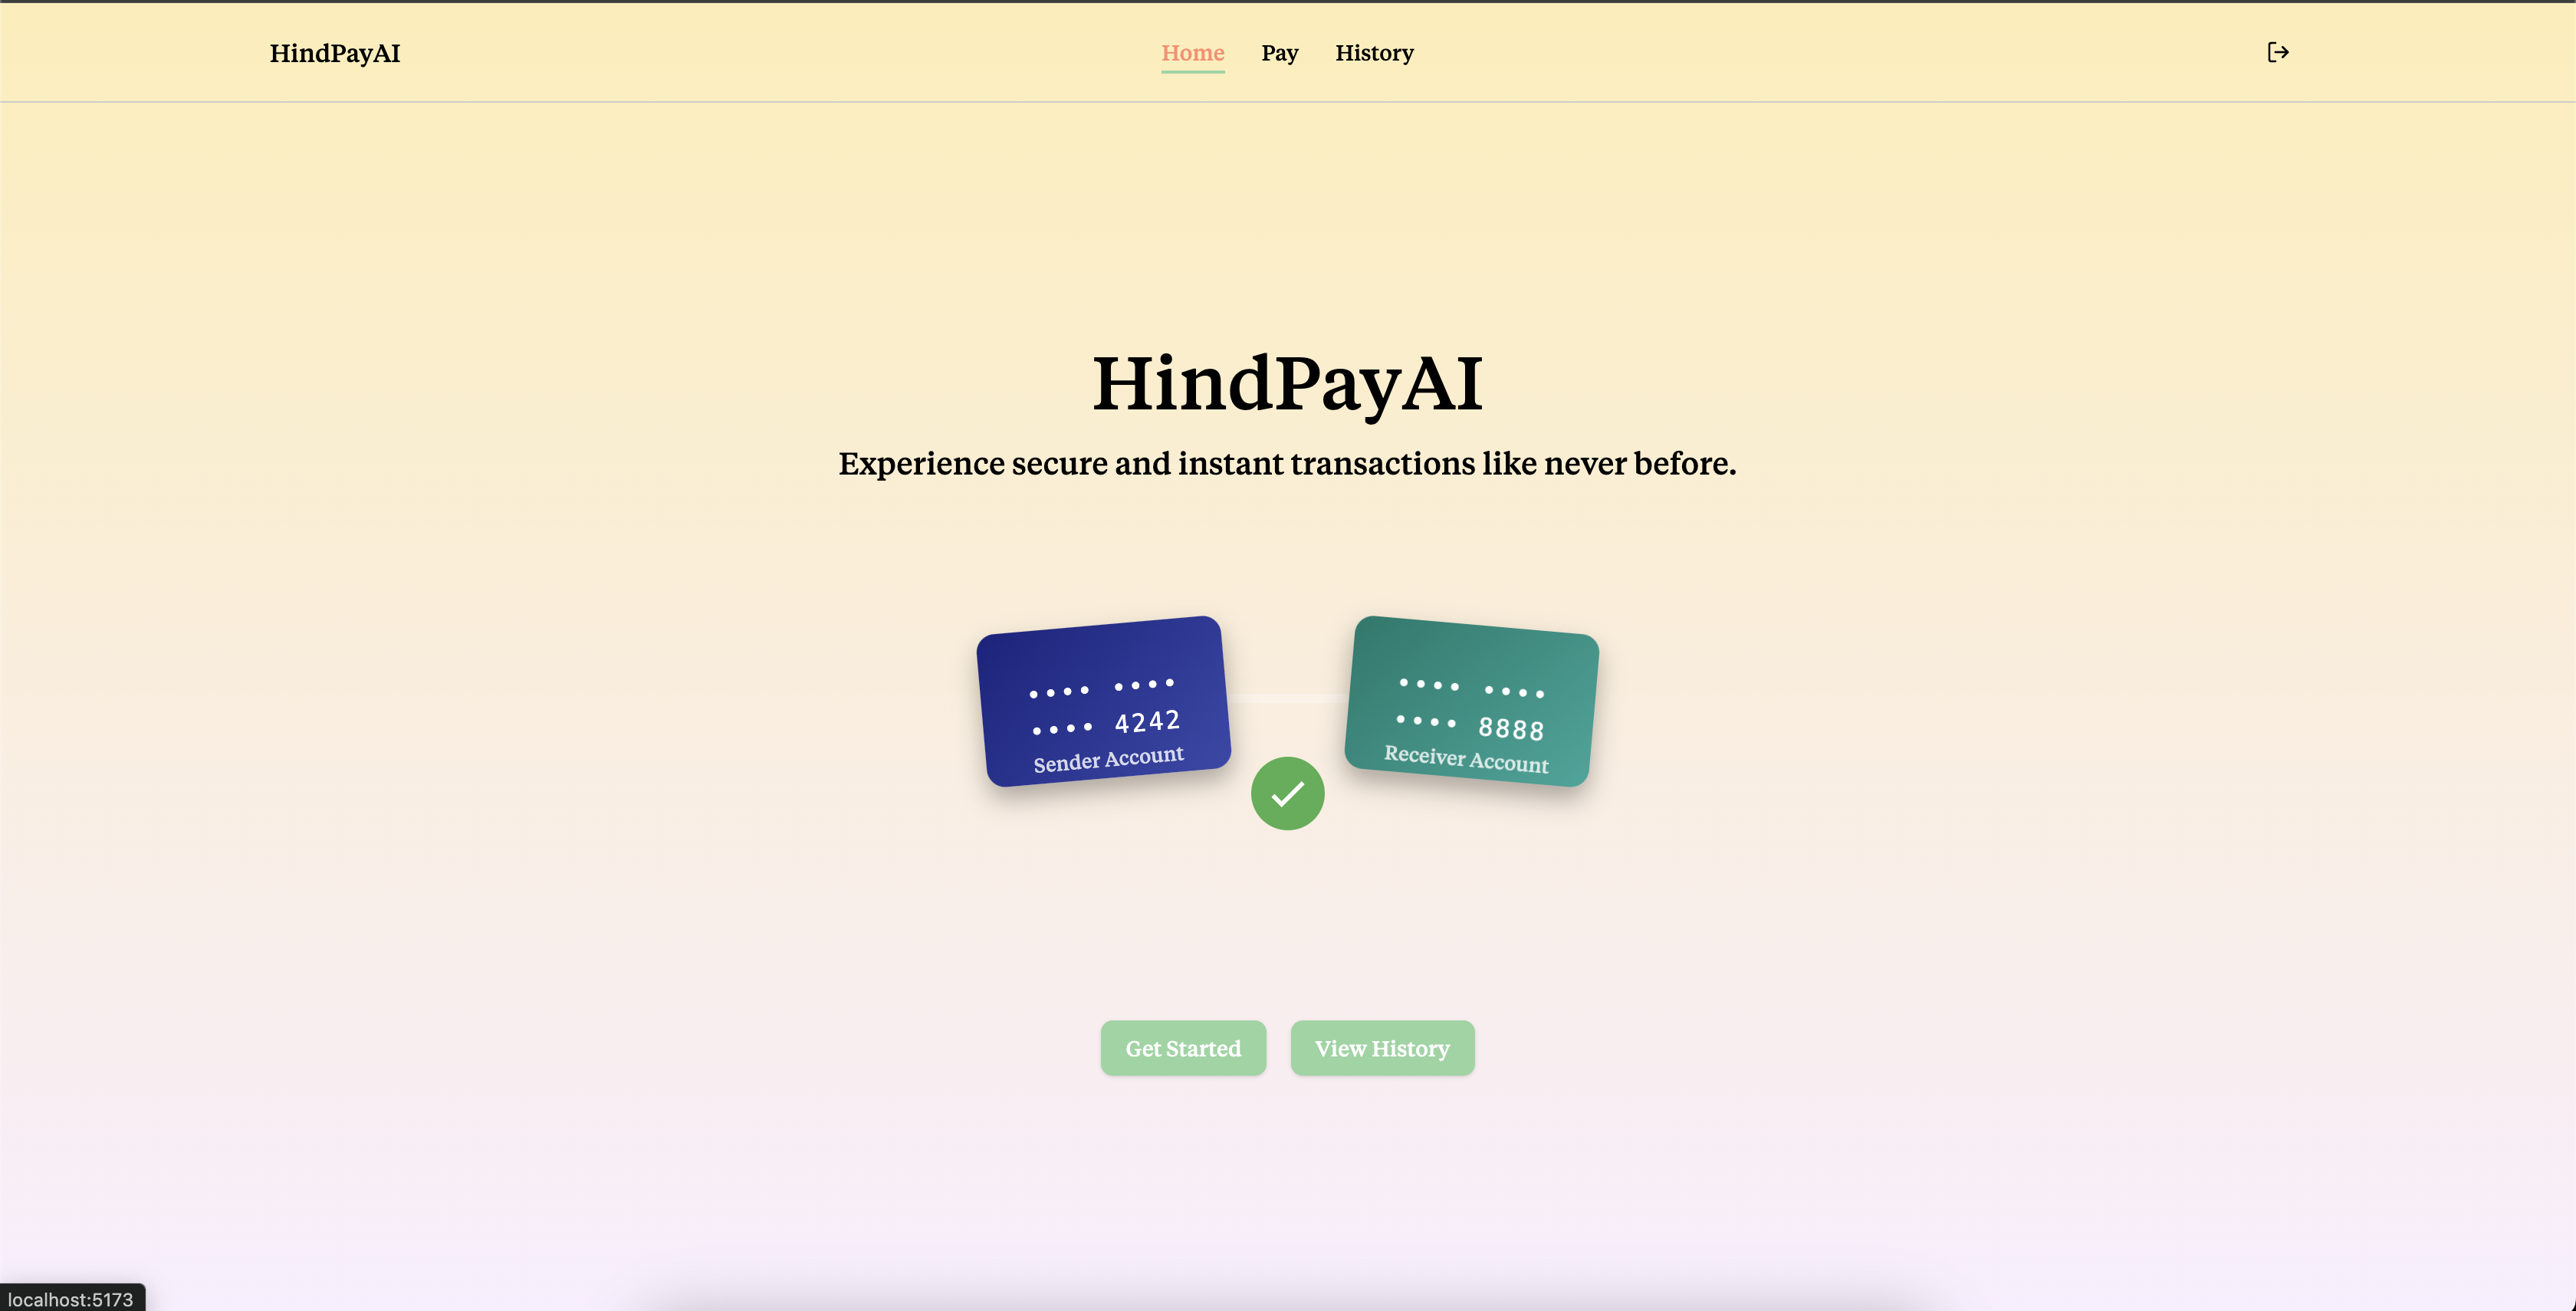 HindPayAI
Home Pay History
HindPayAI
Experience secure and instant transactions like never before.
•••• ••••
•••• 4242
Sender Account
•••• ••••
•••• 8888
Receiver Account
Get Started
View History
localhost:5173